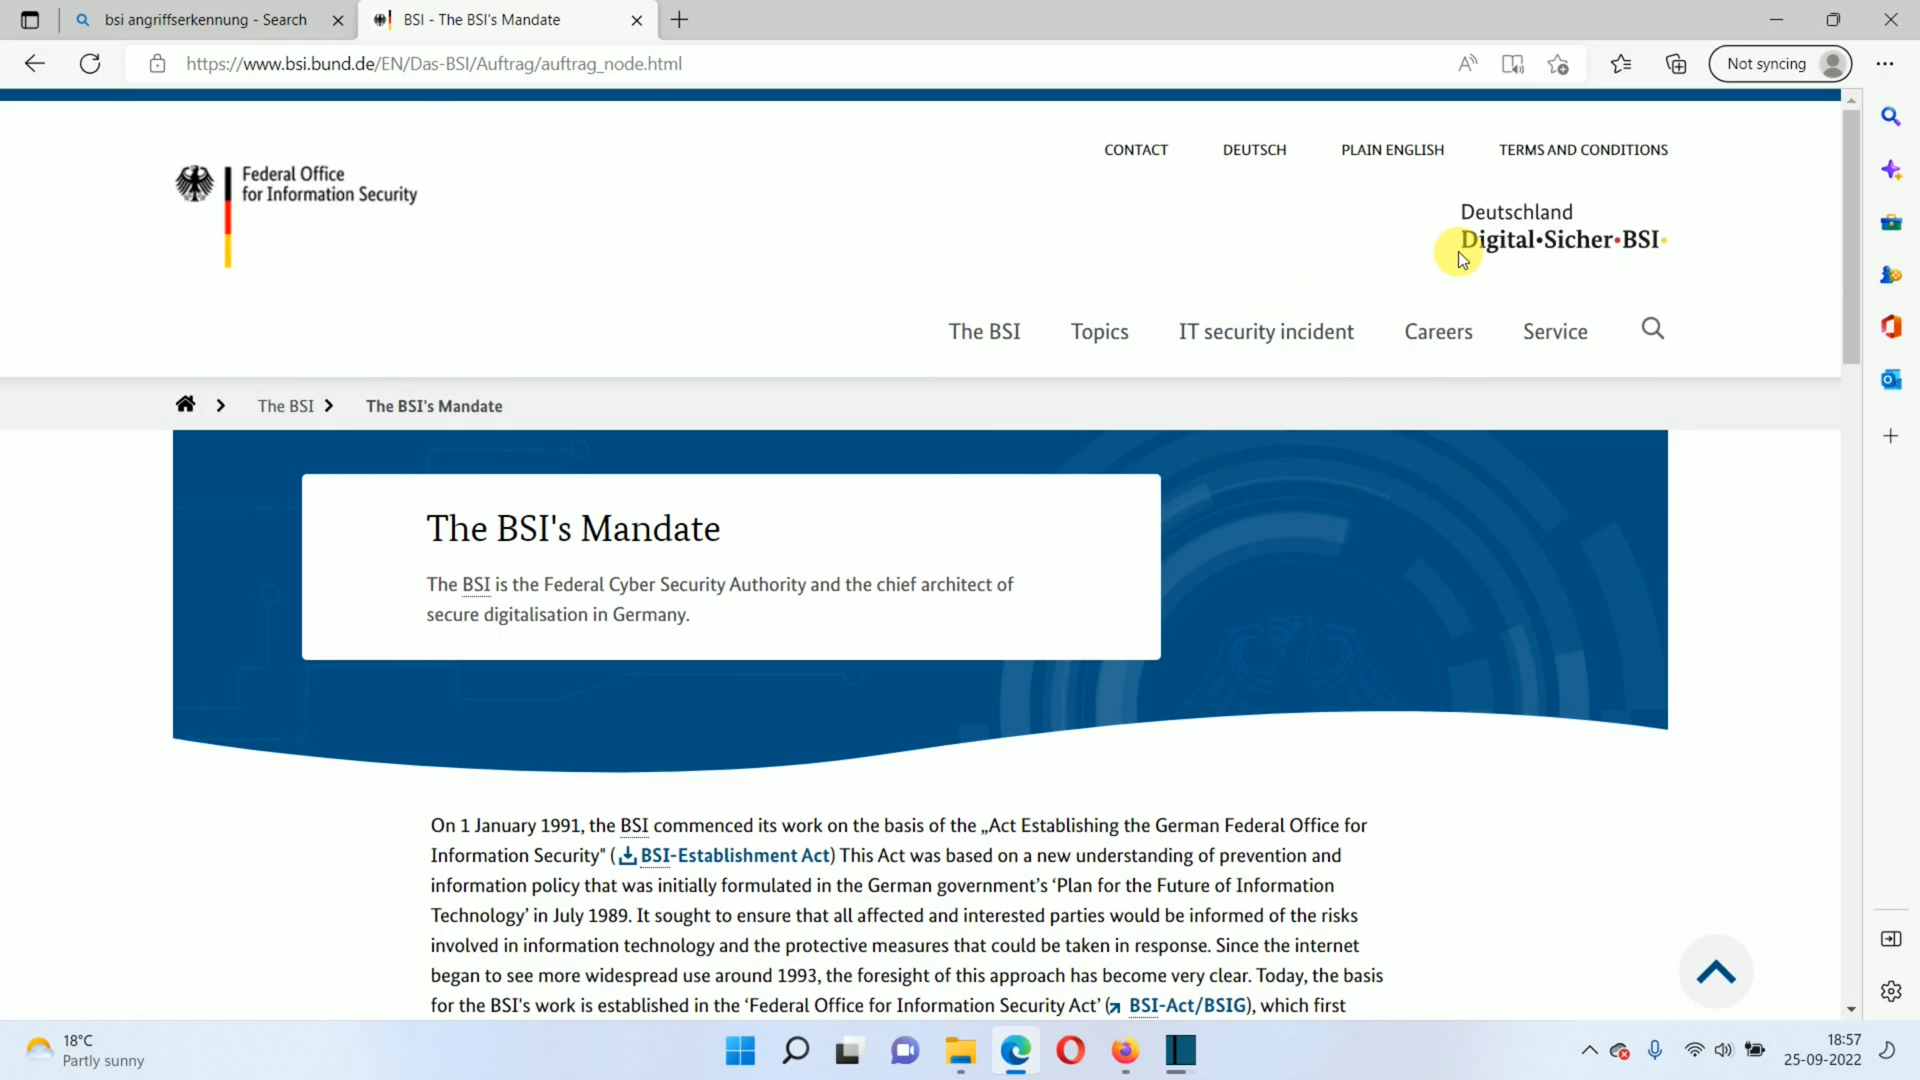 bsi angriffserkennung - Search
BSI - The BSI's Mandate
https://www.bsi.bund.de/EN/Das-BSI/Auftrag/auftrag_node.html
Not syncing
CONTACT DEUTSCH PLAIN ENGLISH TERMS AND CONDITIONS
Federal Office
for Information Security
Deutschland
Digital•Sicher•BSI•
The BSI Topics IT security incident Careers Service
The BSI The BSI's Mandate
The BSI's Mandate
The BSI is the Federal Cyber Security Authority and the chief architect of
secure digitalisation in Germany.
On 1 January 1991, the BSI commenced its work on the basis of the „Act Establishing the German Federal Office for
Information Security" ( BSI-Establishment Act) This Act was based on a new understanding of prevention and
information policy that was initially formulated in the German government's ‘Plan for the Future of Information
Technology’ in July 1989. It sought to ensure that all affected and interested parties would be informed of the risks
involved in information technology and the protective measures that could be taken in response. Since the internet
began to see more widespread use around 1993, the foresight of this approach has become very clear. Today, the basis
for the BSI's work is established in the ‘Federal Office for Information Security Act’ ( BSI-Act/BSIG), which first
18°C
Partly sunny
18:57
25-09-2022